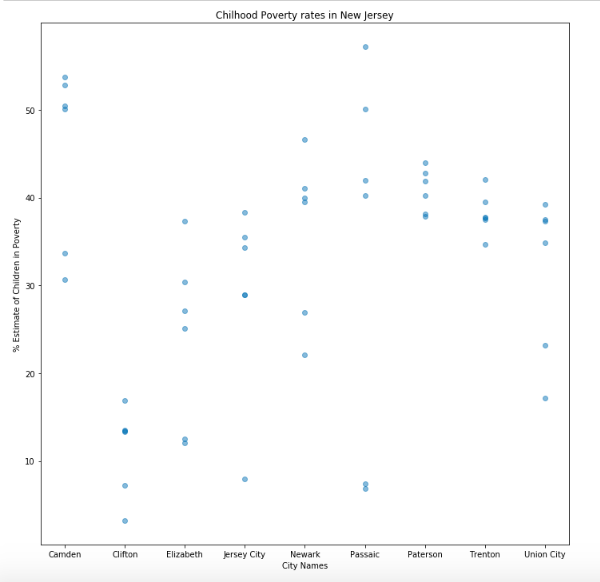 Chilhood Poverty rates in New Jersey
% Estimate of Children in Poverty
50
40
30
20
10
Camden Clifton Elizabeth Jersey City Newark Passaic Paterson Trenton Union City
City Names